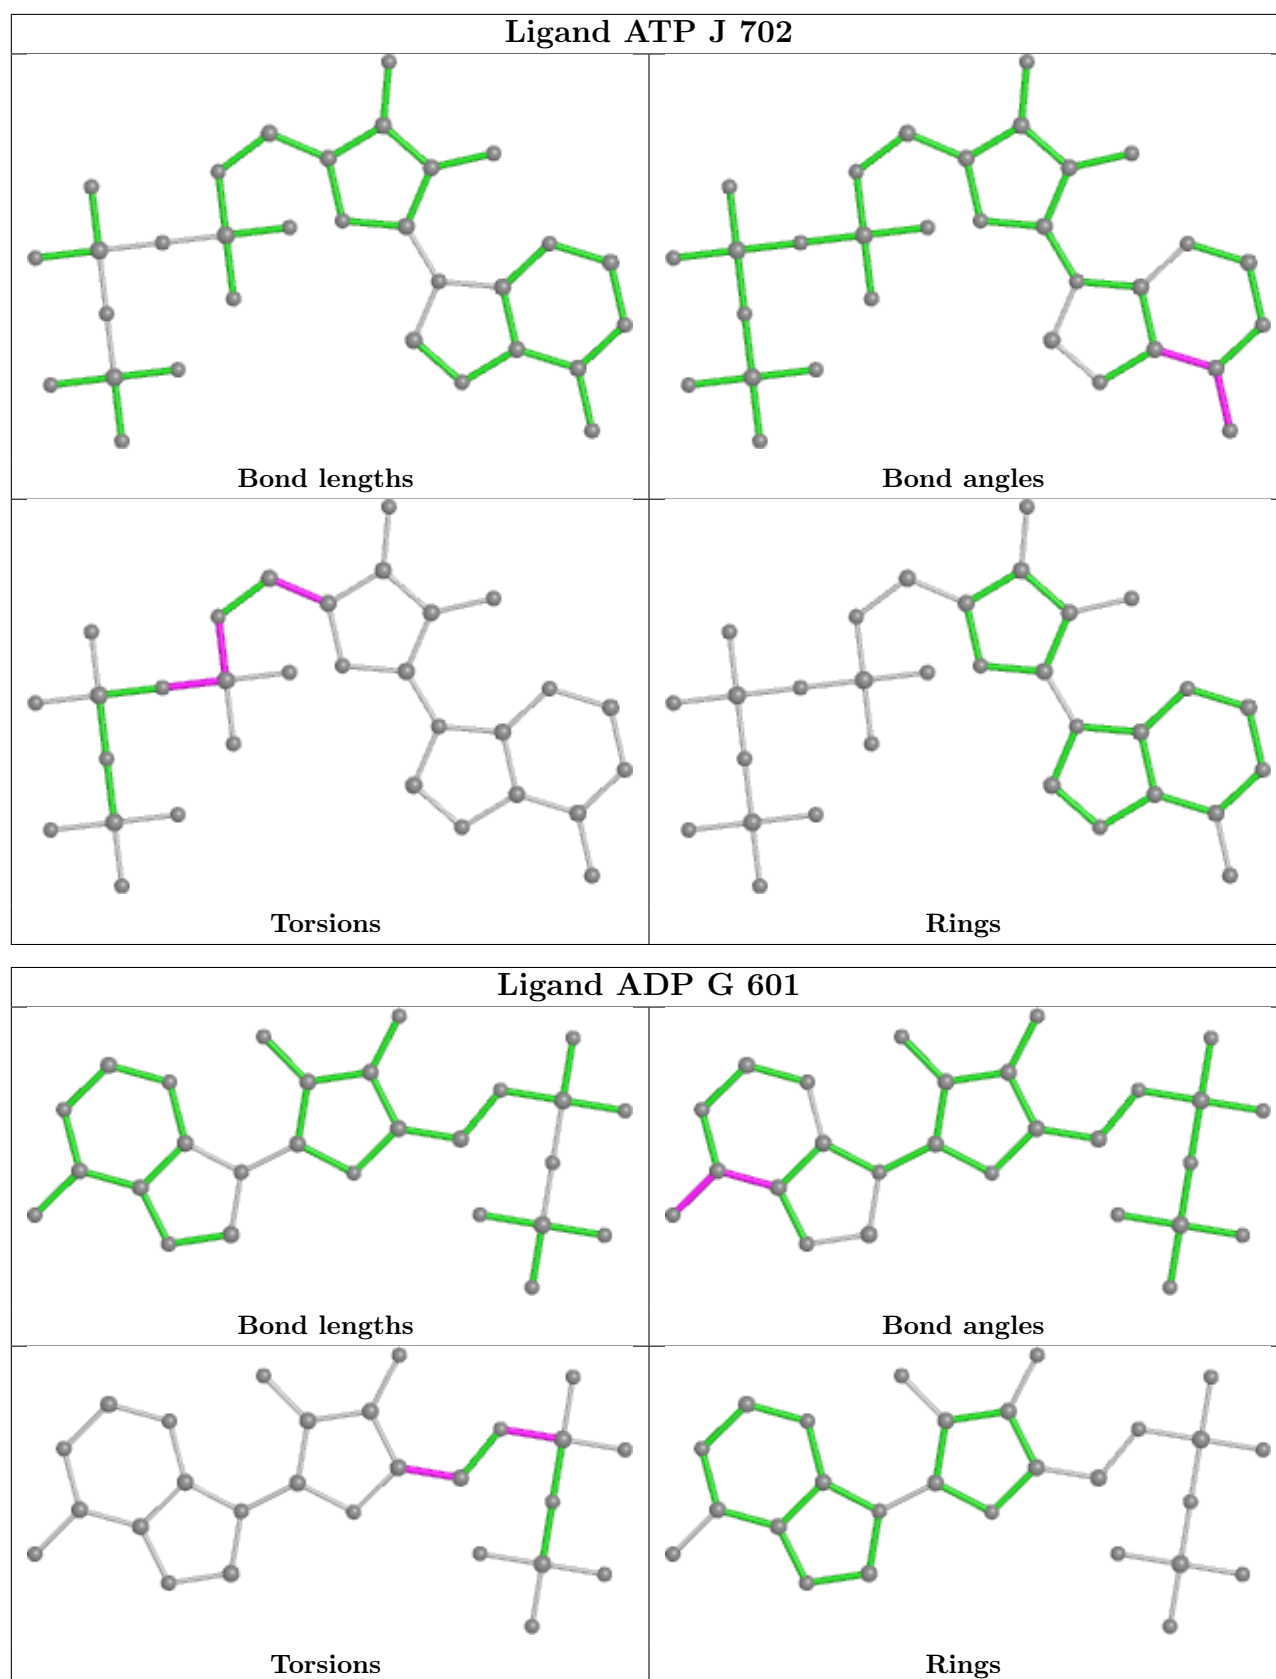 Ligand ATP J 702
Bond lengths
Bond angles
Torsions
Rings
Ligand ADP G 601
Bond lengths
Bond angles
Torsions
Rings